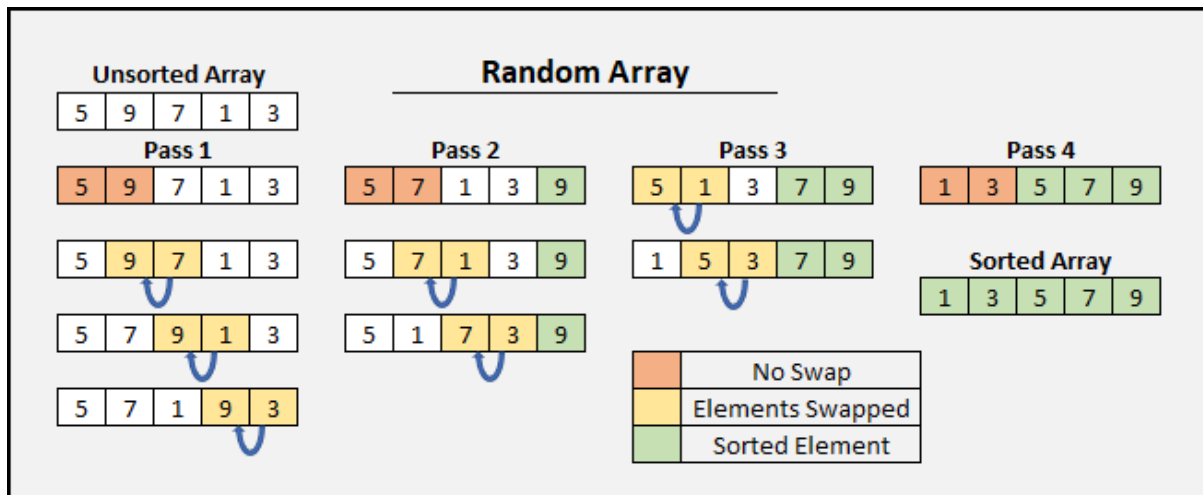 Random Array
Unsorted Array
5 9 7 1 3
Pass 1
5 9 7 1 3
5 9 7 1 3
5 7 9 1 3
5 7 1 9 3
Pass 2
5 7 1 3 9
5 7 1 3 9
5 1 7 3 9
Pass 3
5 1 3 7 9
1 5 3 7 9
Pass 4
1 3 5 7 9
Sorted Array
1 3 5 7 9
No Swap
Elements Swapped
Sorted Element